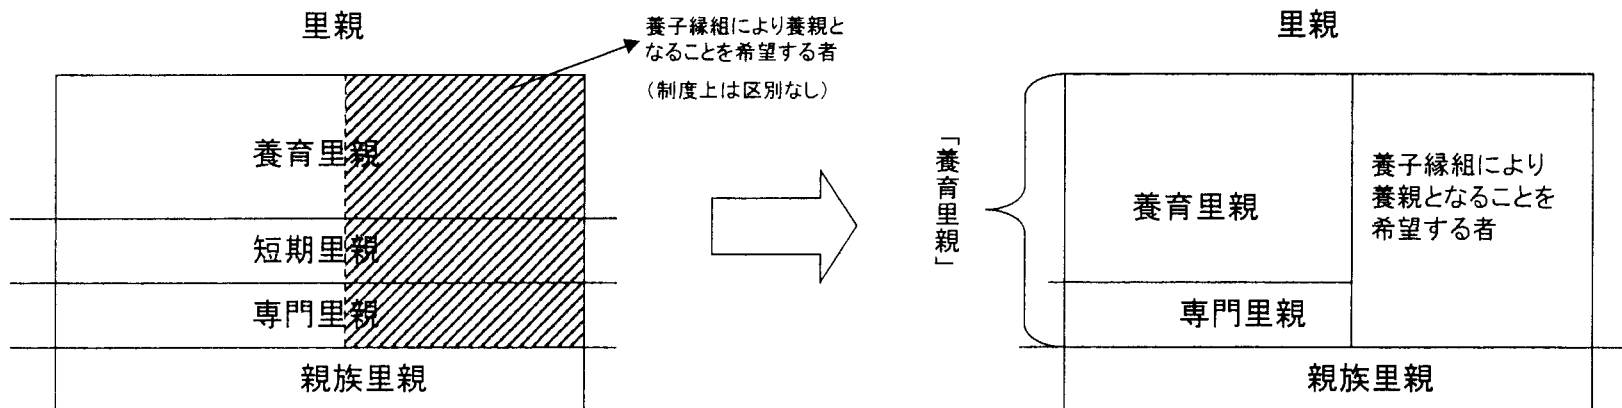 里親
養子縁組により養親と
なることを希望する者
（制度上は区別なし）
養育里親
短期里親
専門里親
親族里親
里親
「養育里親」
養育里親
養子縁組により
養親となることを
希望する者
専門里親
親族里親